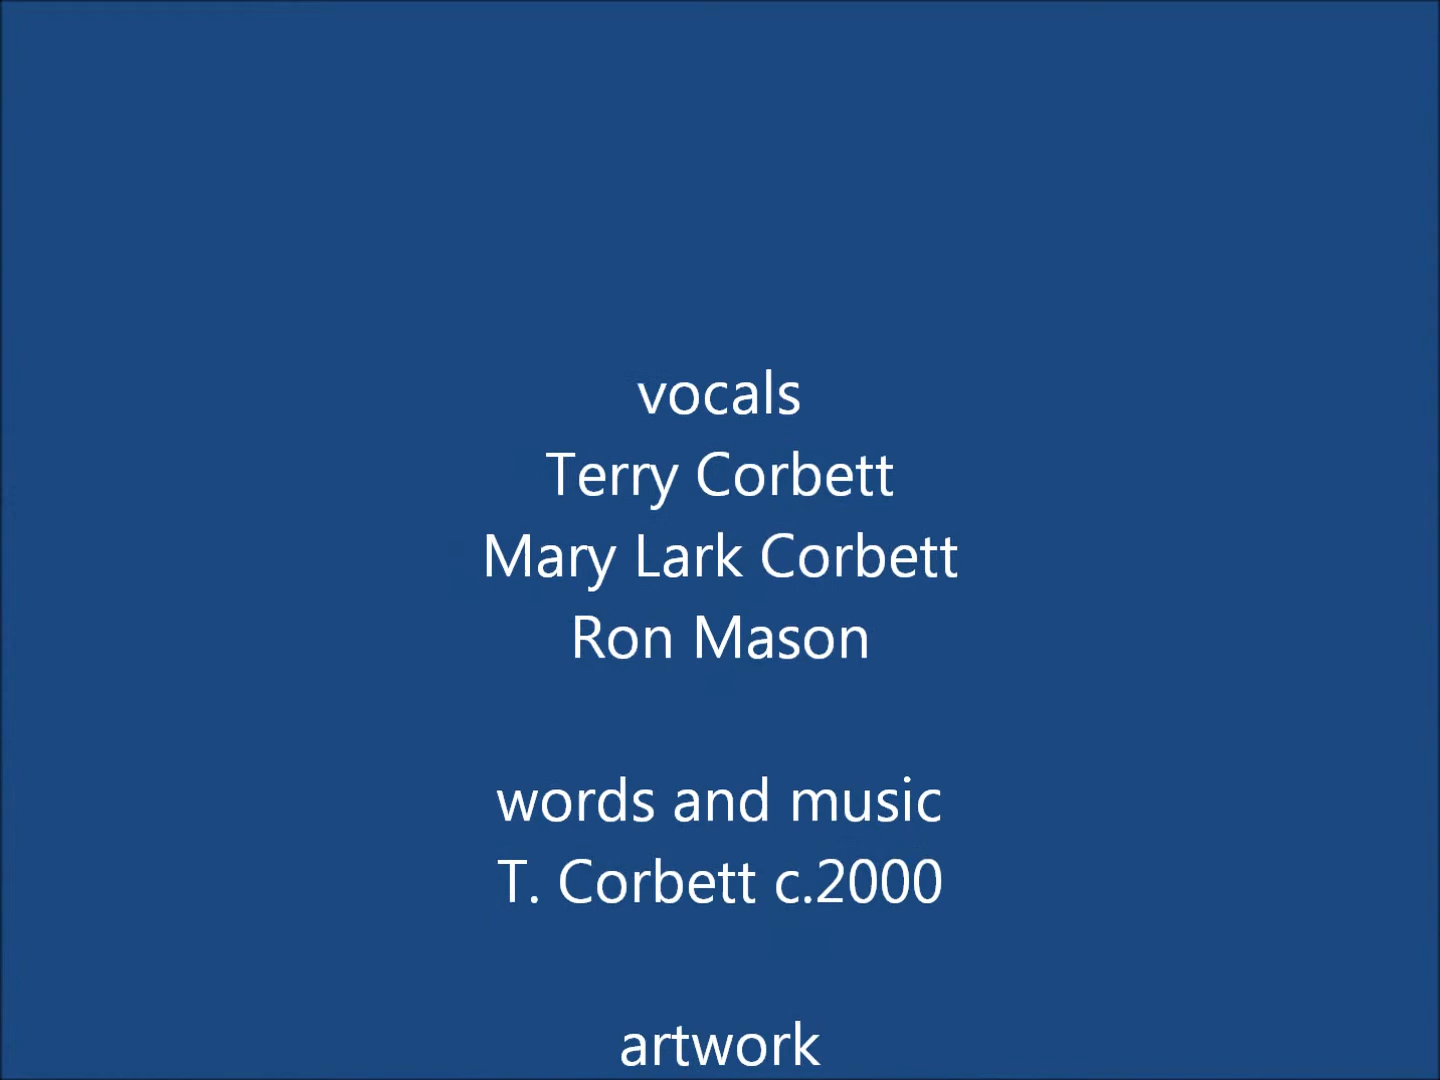 vocals
Terry Corbett
Mary Lark Corbett
Ron Mason
words and music
T. Corbett c.2000
artwork